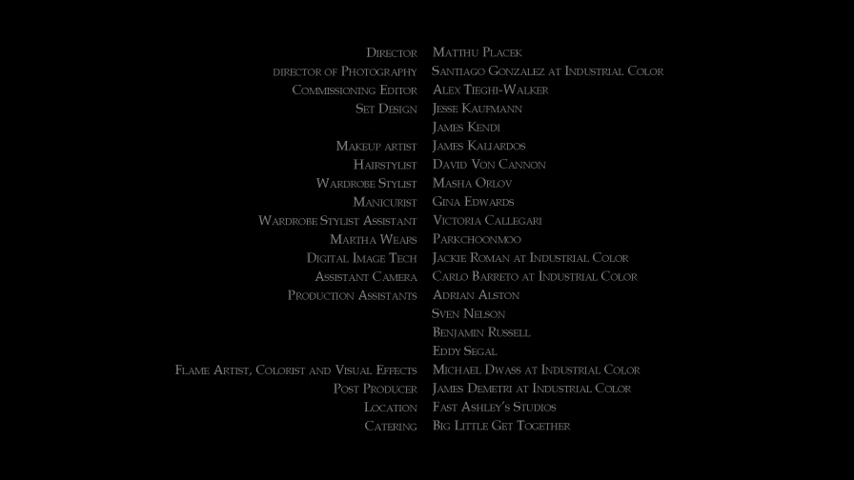 Director Matthu Placek
director of Photography Santiago Gonzalez at Industrial Color
Commissioning Editor Alex Tieghi-Walker
Set Design Jesse Kaufmann
James Kendi
Makeup artist James Kaliardos
Hairstylist David Von Cannon
Wardrobe Stylist Masha Orlov
Manicurist Gina Edwards
Wardrobe Stylist Assistant Victoria Callegari
Martha Wears Parkchoonmoo
Digital Image Tech Jackie Roman at Industrial Color
Assistant Camera Carlo Barreto at Industrial Color
Production Assistants Adrian Alston
Sven Nelson
Benjamin Russell
Eddy Segal
Flame Artist, Colorist and Visual Effects Michael Dwass at Industrial Color
Post Producer James Demetri at Industrial Color
Location Fast Ashley's Studios
Catering Big Little Get Together